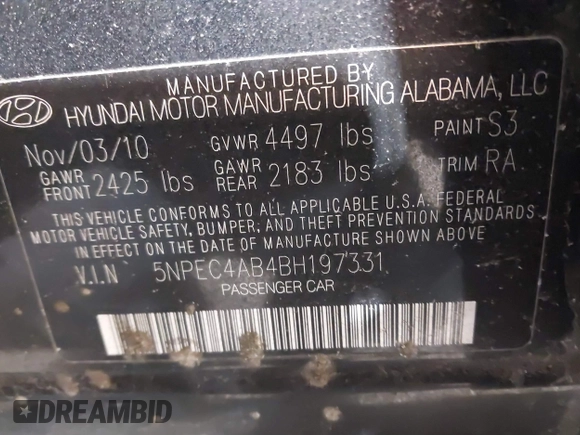 MANUFACTURED BY
HYUNDAI MOTOR MANUFACTURING ALABAMA, LLC
Nov/03/10 GVWR 4497 lbs PAINT S3
GAWR FRONT 2425 lbs GAWR REAR 2183 lbs TRIM RA
THIS VEHICLE CONFORMS TO ALL APPLICABLE U.S.A. FEDERAL
MOTOR VEHICLE SAFETY, BUMPER, AND THEFT PREVENTION STANDARDS
IN EFFECT ON THE DATE OF MANUFACTURE SHOWN ABOVE.
V.I.N 5NPEC4AB4BH197331
PASSENGER CAR
DREAMBID